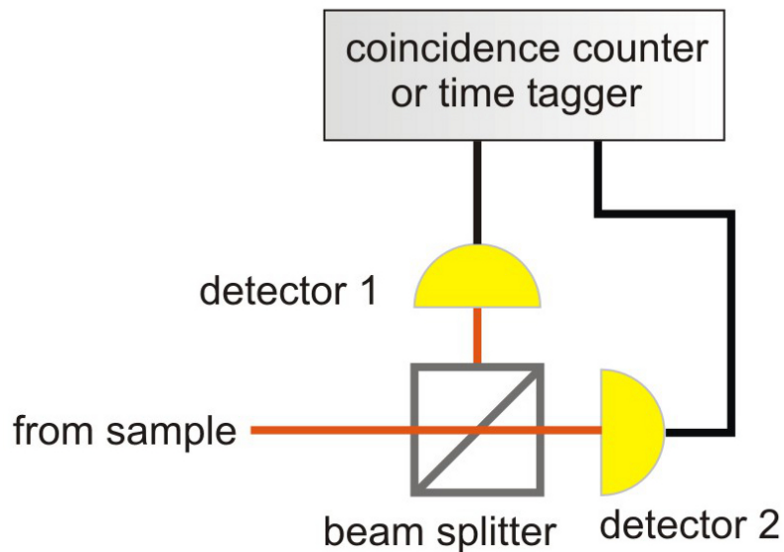 coincidence counter
or time tagger
detector 1
from sample
beam splitter
detector 2